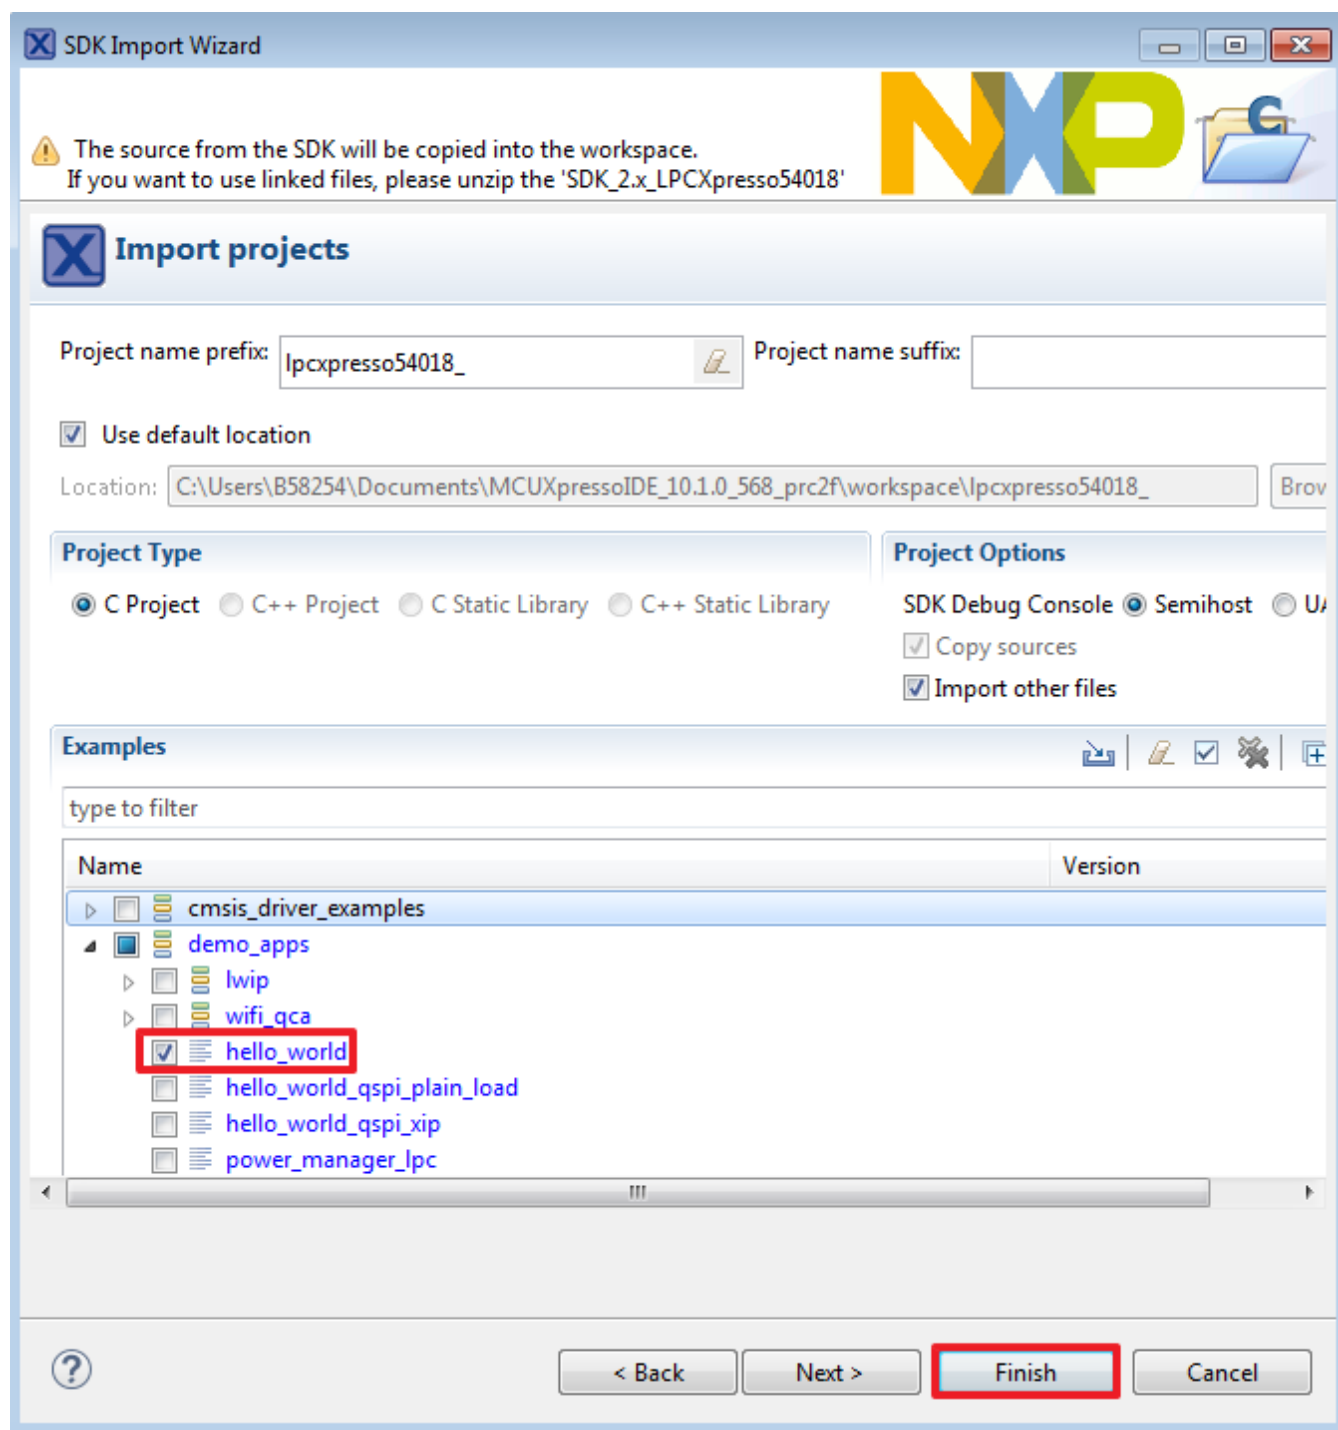 SDK Import Wizard
NXP
The source from the SDK will be copied into the workspace.
If you want to use linked files, please unzip the 'SDK_2.x_LPCXpresso54018'
Import projects
Project name prefix: lpcxpresso54018_ Project name suffix:
Use default location
Location: C:\Users\B58254\Documents\MCUXpressoIDE_10.1.0_568_prc2f\workspace\lpcxpresso54018_ Brow
Project Type Project Options
C Project C++ Project C Static Library C++ Static Library SDK Debug Console Semihost UA
Copy sources
Import other files
Examples
type to filter
Name Version
cmsis_driver_examples
demo_apps
lwip
wifi_qca
hello_world
hello_world_qspi_plain_load
hello_world_qspi_xip
power_manager_lpc
< Back Next > Finish Cancel